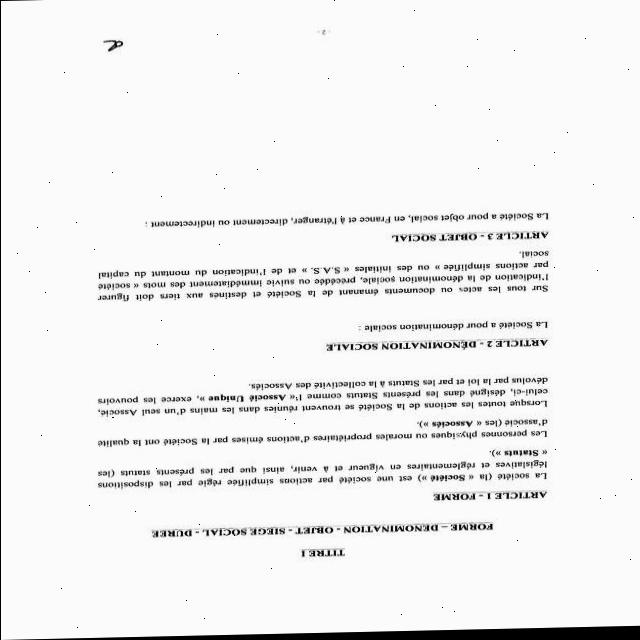 TITRE I
FORME – DENOMINATION - OBJET - SIEGE SOCIAL - DUREE
ARTICLE 1 - FORME
La société (la « Société ») est une société par actions simplifiée régie par les dispositions
législatives et réglementaires en vigueur et à venir, ainsi que par les présents statuts (les
« Statuts »).
Les personnes physiques ou morales propriétaires d'actions émises par la Société ont la qualité
d'associé (les « Associés »).
Lorsque toutes les actions de la Société se trouvent réunies dans les mains d'un seul Associé,
celui-ci, désigné dans les présents Statuts comme l'« Associé Unique », exerce les pouvoirs
dévolus par la loi et par les Statuts à la collectivité des Associés.
ARTICLE 2 - DÉNOMINATION SOCIALE
La Société a pour dénomination sociale :
Sur tous les actes ou documents émanant de la Société et destinés aux tiers doit figurer
l'indication de la dénomination sociale, précédée ou suivie immédiatement des mots « société
par actions simplifiée » ou des initiales « S.A.S. » et de l'indication du montant du capital
social.
ARTICLE 3 - OBJET SOCIAL
La Société a pour objet social, en France et à l'étranger, directement ou indirectement :
- 2 -